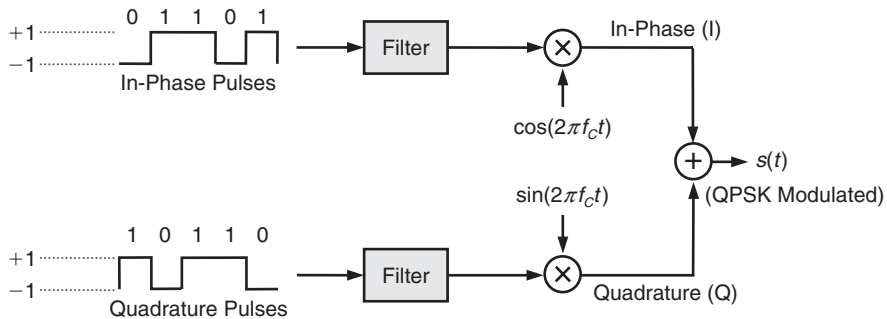 0 1 1 0 1
+1
−1
In-Phase Pulses
Filter
×
In-Phase (I)
cos(2πf_Ct)
+
s(t)
(QPSK Modulated)
sin(2πf_Ct)
1 0 1 1 0
+1
−1
Quadrature Pulses
Filter
×
Quadrature (Q)